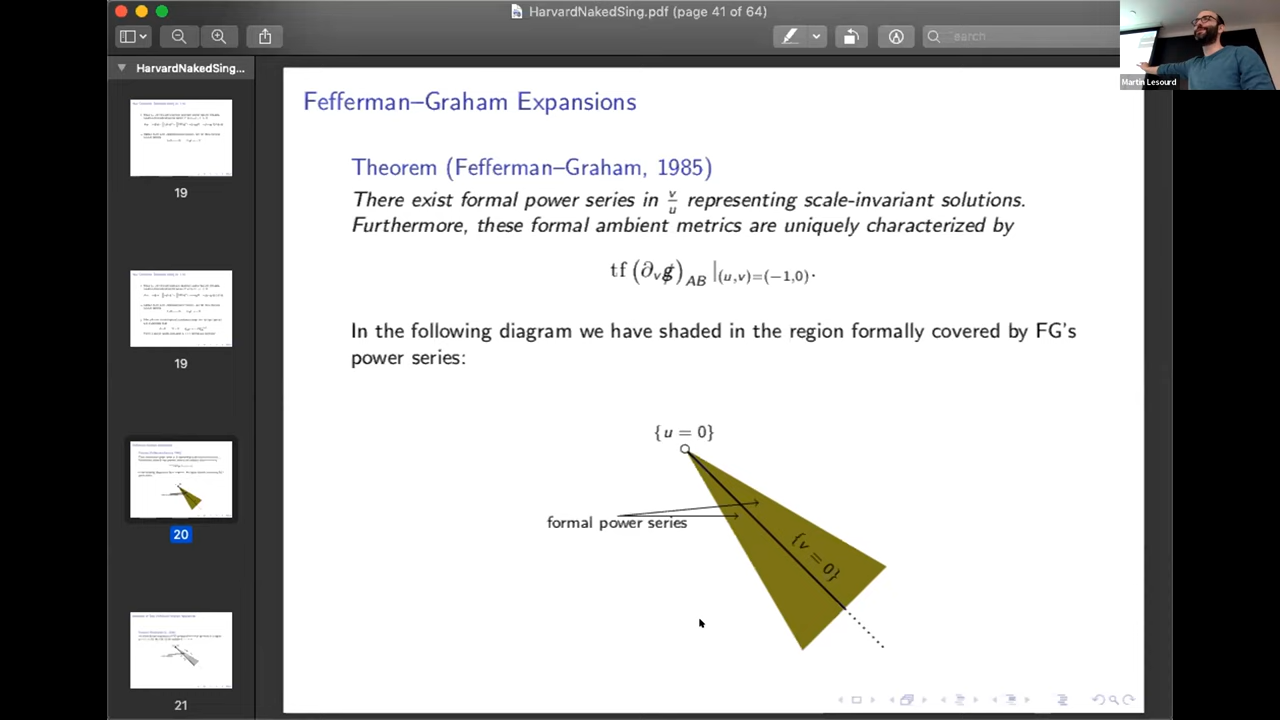 HarvardNakedSing.pdf (page 41 of 64)
Search
HarvardNakedSing...
19
19
20
21
Martin Lesourd
Fefferman–Graham Expansions
Theorem (Fefferman–Graham, 1985)
There exist formal power series in v/u representing scale-invariant solutions.
Furthermore, these formal ambient metrics are uniquely characterized by
tf (∂_v g̸)_{AB} |_{(u,v)=(−1,0)}.
In the following diagram we have shaded in the region formally covered by FG's
power series:
{u = 0}
formal power series
{v = 0}